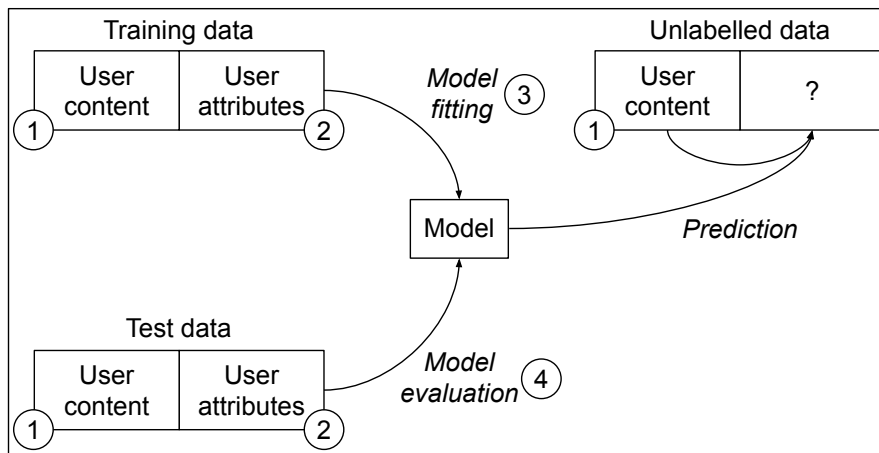 Training data
User content
User attributes
1
2
Model fitting
3
Unlabelled data
User content
?
1
Model
Prediction
Test data
User content
User attributes
1
2
Model evaluation
4